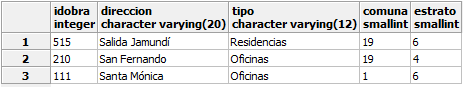 idobra direccion tipo comuna estrato
integer character varying(20) character varying(12) smallint smallint
1 515 Salida Jamundí Residencias 19 6
2 210 San Fernando Oficinas 19 4
3 111 Santa Mónica Oficinas 1 6